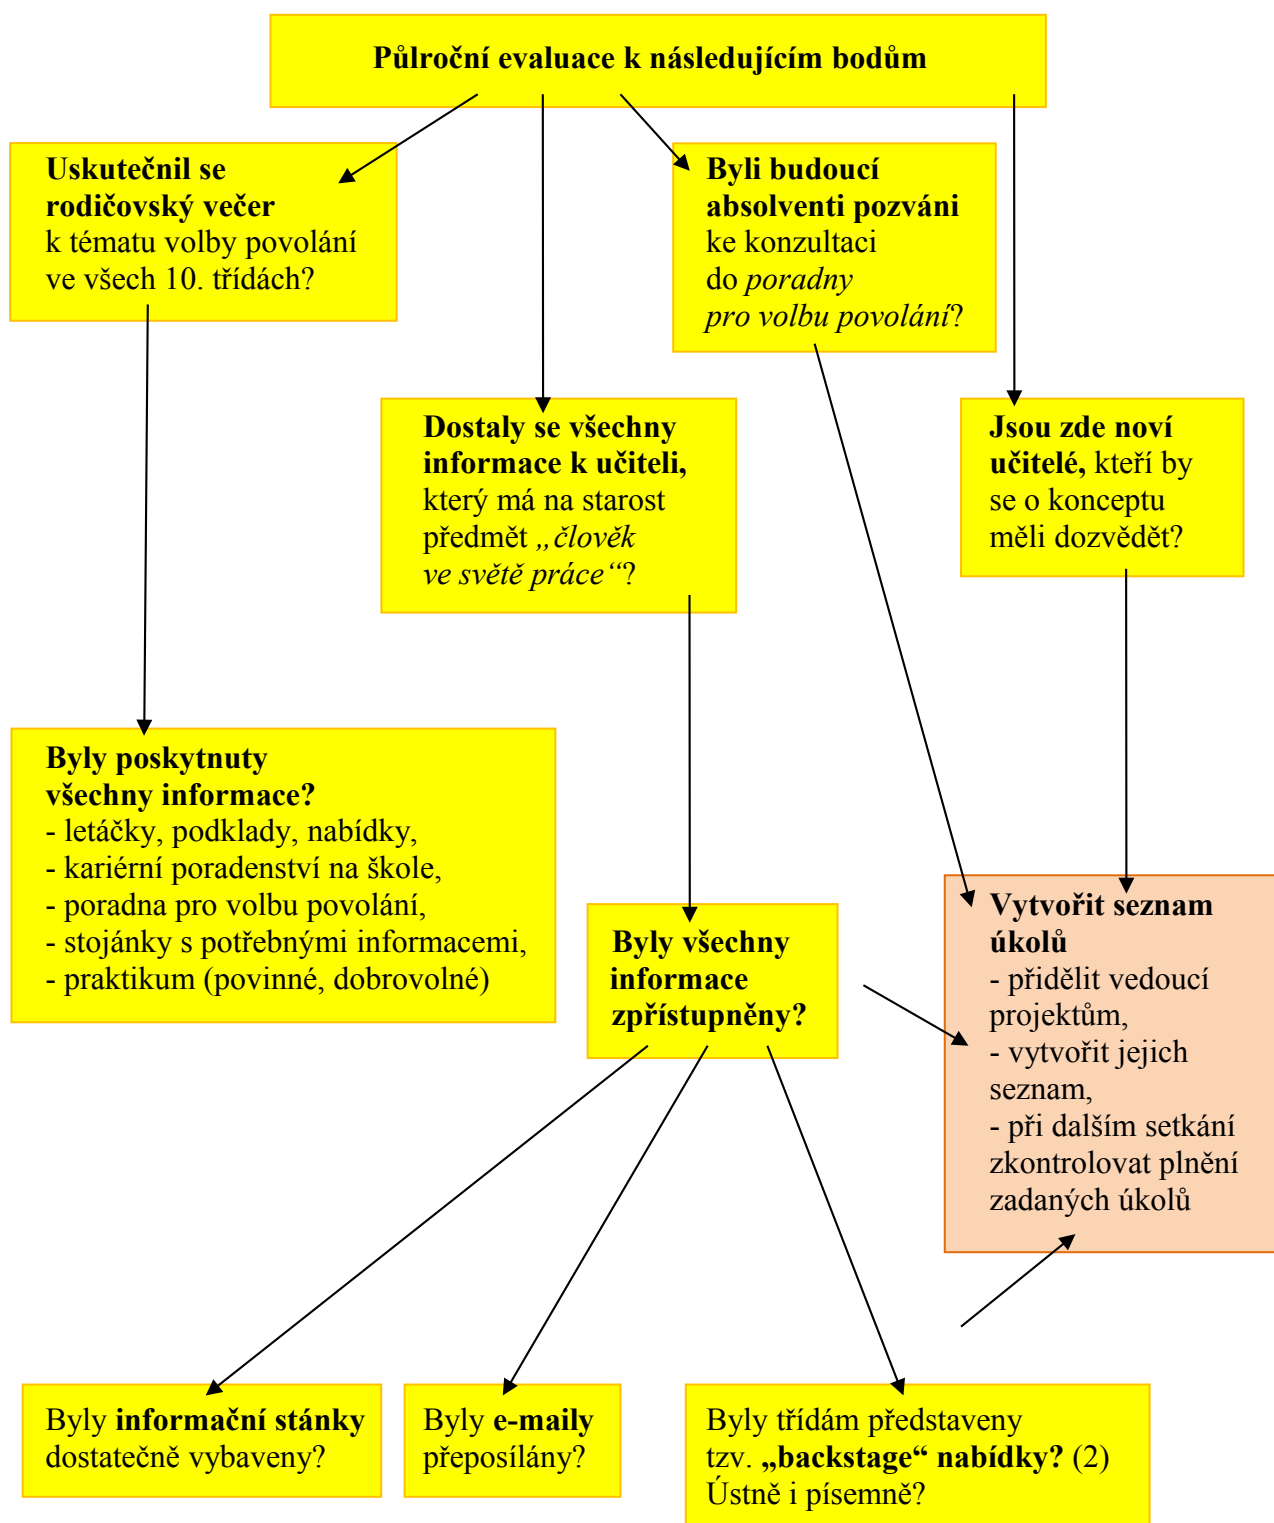 Půlroční evaluace k následujícím bodům
Uskutečnil se
rodičovský večer
k tématu volby povolání
ve všech 10. třídách?
Byli budoucí
absolventi pozváni
ke konzultaci
do poradny
pro volbu povolání?
Dostaly se všechny
informace k učiteli,
který má na starost
předmět „člověk
ve světě práce“?
Jsou zde noví
učitelé, kteří by
se o konceptu
měli dozvědět?
Byly poskytnuty
všechny informace?
- letáčky, podklady, nabídky,
- kariérní poradenství na škole,
- poradna pro volbu povolání,
- stojánky s potřebnými informacemi,
- praktikum (povinné, dobrovolné)
Byly všechny
informace
zpřístupněny?
Vytvořit seznam
úkolů
- přidělit vedoucí
projektům,
- vytvořit jejich
seznam,
- při dalším setkání
zkontrolovat plnění
zadaných úkolů
Byly informační stánky
dostatečně vybaveny?
Byly e-maily
přeposílány?
Byly třídám představeny
tzv. „backstage“ nabídky? (2)
Ústně i písemně?